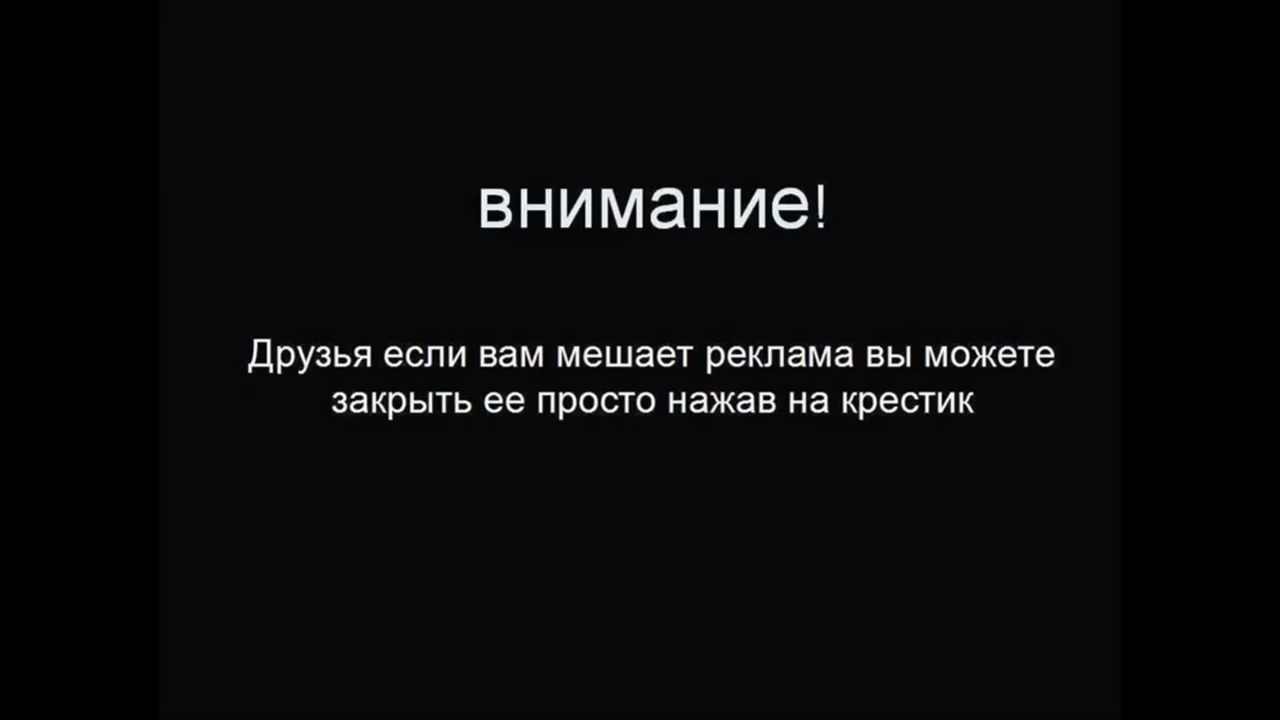 внимание!
Друзья если вам мешает реклама вы можете
закрыть ее просто нажав на крестик